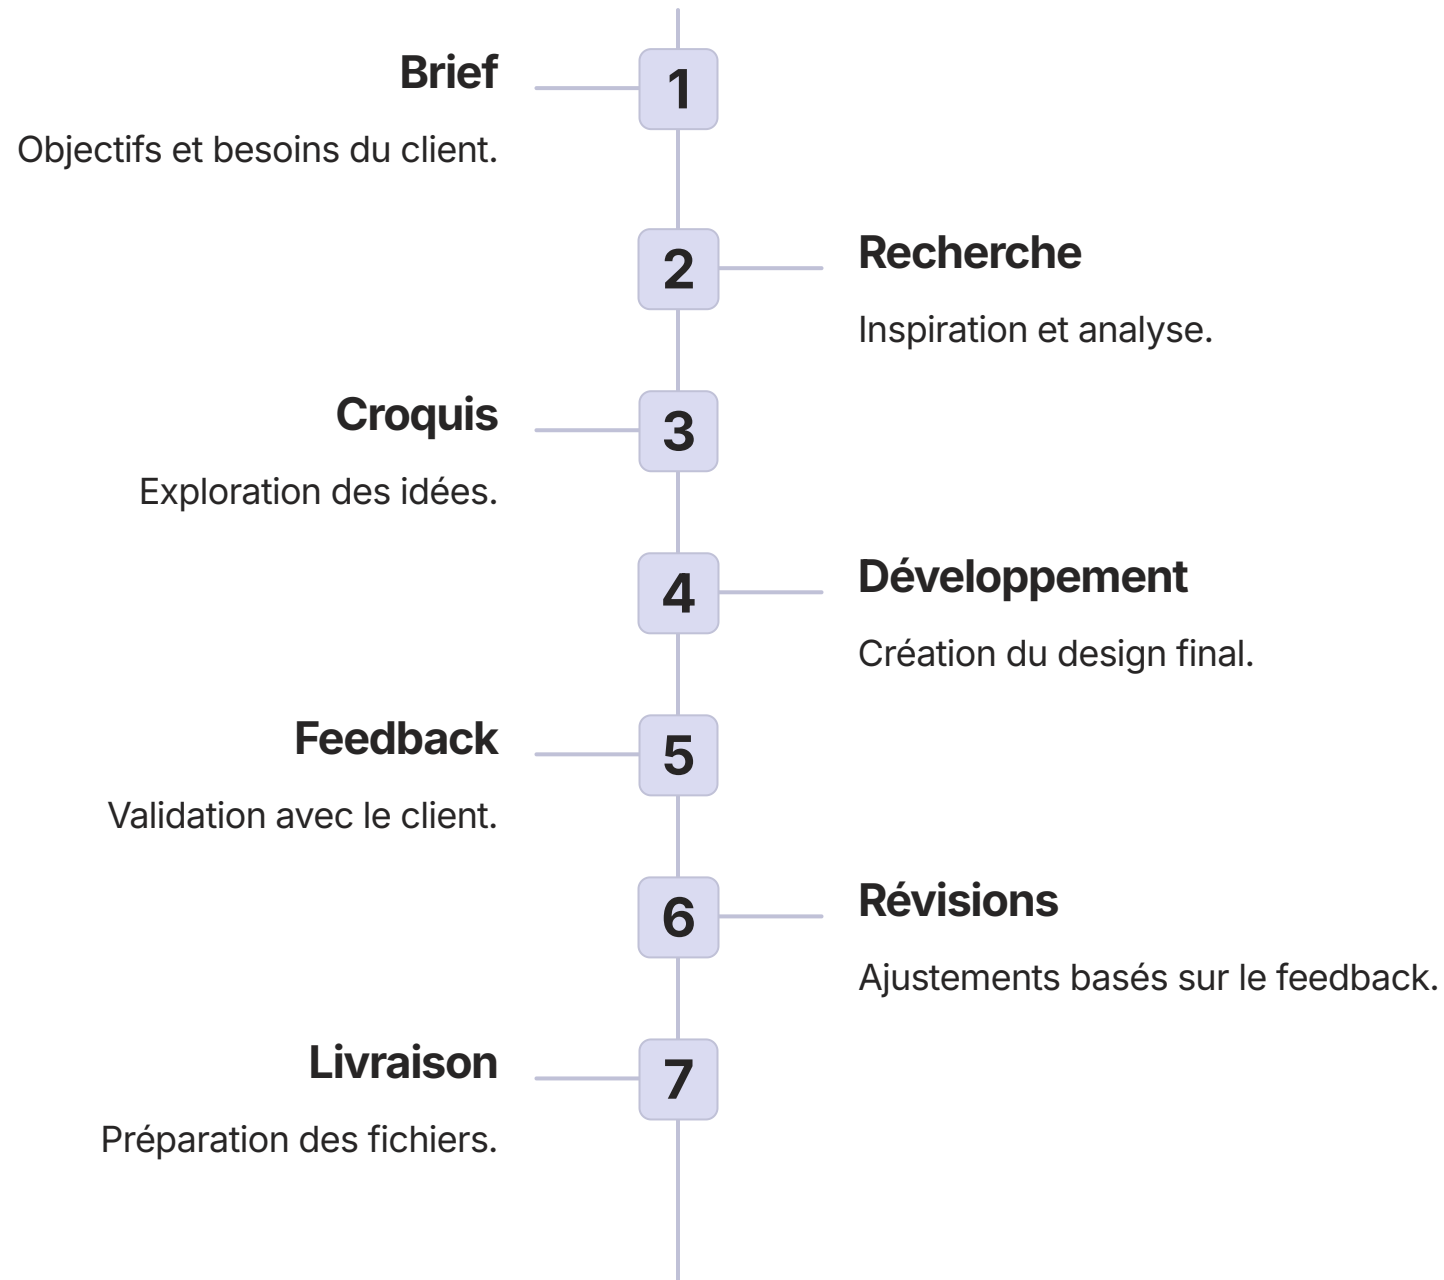 Brief
1
Objectifs et besoins du client.
2
Recherche
Inspiration et analyse.
Croquis
3
Exploration des idées.
4
Développement
Création du design final.
Feedback
5
Validation avec le client.
6
Révisions
Ajustements basés sur le feedback.
Livraison
7
Préparation des fichiers.